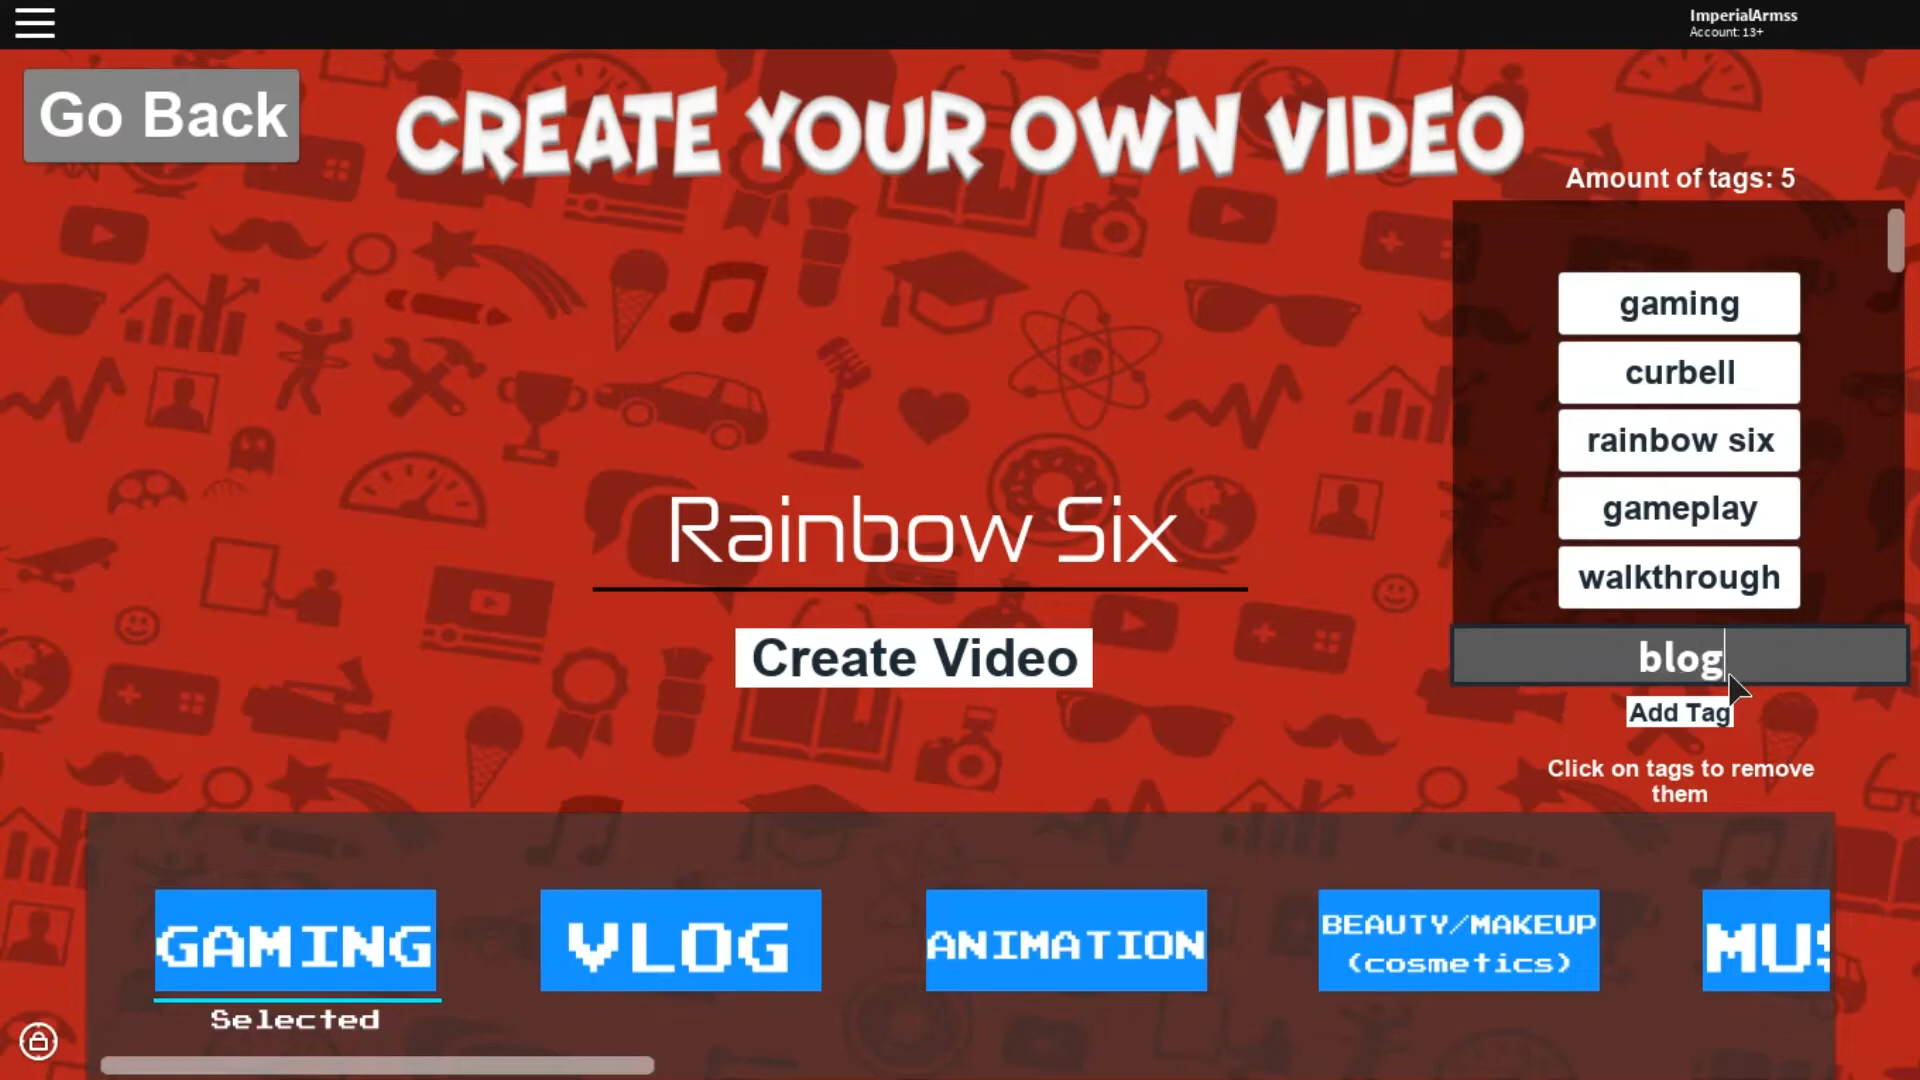 ImperialArmss
Account: 13+
Go Back
CREATE YOUR OWN VIDEO
Amount of tags: 5
gaming
curbell
rainbow six
gameplay
walkthrough
Rainbow Six
Create Video
blog
Add Tag
Click on tags to remove
them
GAMING
VLOG
ANIMATION
BEAUTY/MAKEUP
(cosmetics)
MUS
Selected